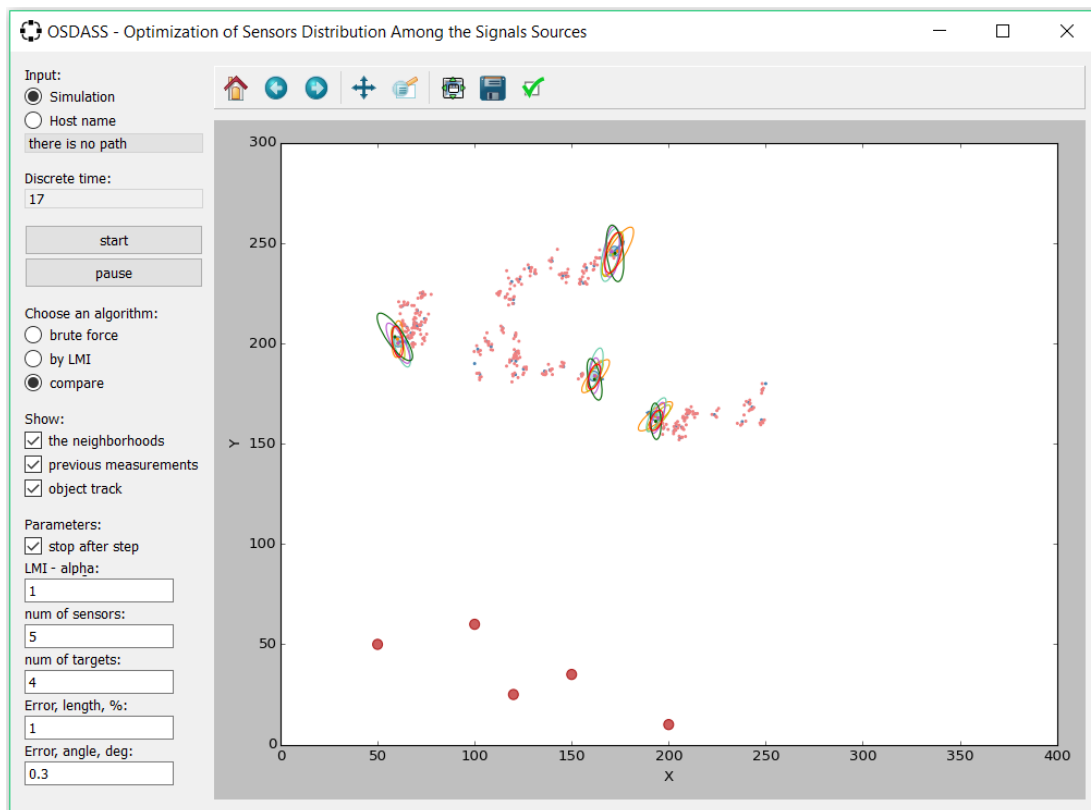 OSDASS - Optimization of Sensors Distribution Among the Signals Sources
Input:
Simulation
Host name
there is no path
Discrete time:
17
start
pause
Choose an algorithm:
brute force
by LMI
compare
Show:
the neighborhoods
previous measurements
object track
Parameters:
stop after step
LMI - alpha:
1
num of sensors:
5
num of targets:
4
Error, length, %:
1
Error, angle, deg:
0.3
300
250
200
150
100
50
0
Y
0 50 100 150 200 250 300 350 400
X